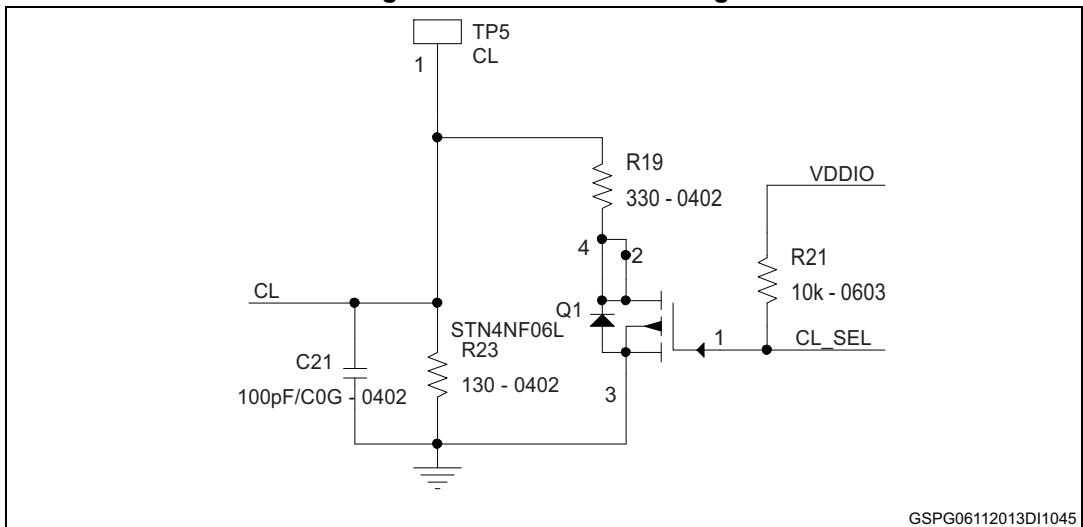 TP5
CL
1
R19
330 - 0402
VDDIO
4
2
R21
10k - 0603
CL
Q1
STN4NF06L
1
CL_SEL
R23
C21
130 - 0402
100pF/C0G - 0402
3
GSPG06112013DI1045